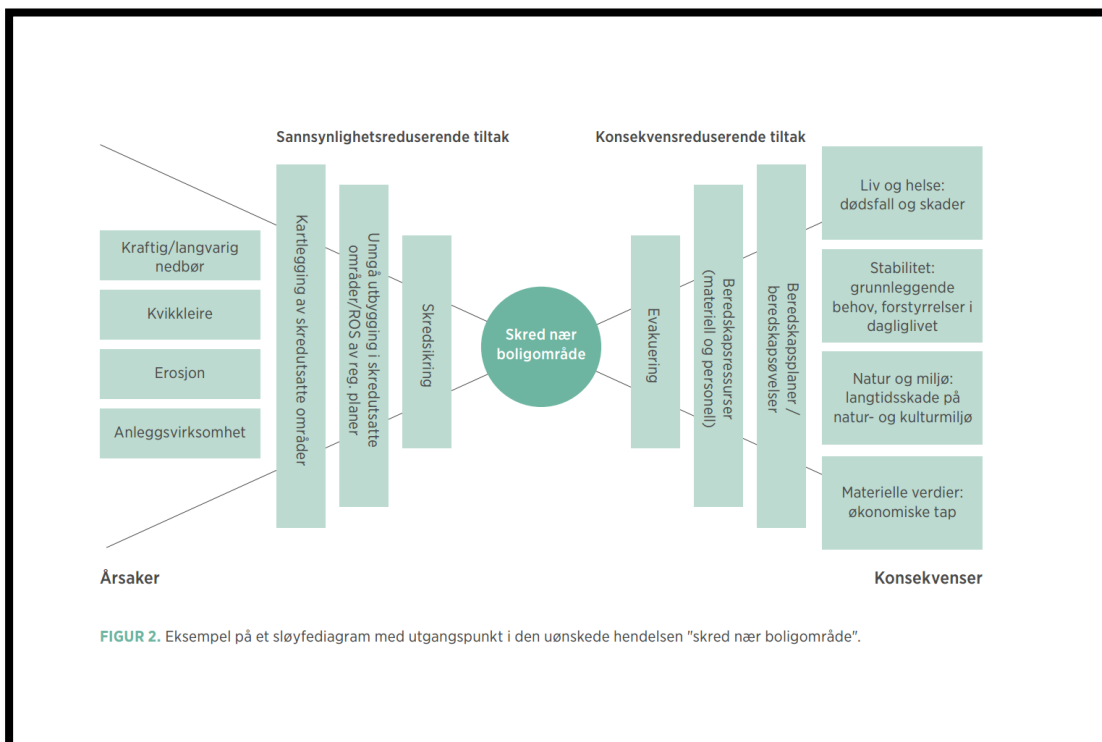 Sannsynlighetsreduserende tiltak
Konsekvensreduserende tiltak
Kraftig/langvarig
nedbør
Kvikkleire
Erosjon
Anleggsvirksomhet
Kartlegging av skredutsatte områder
Unngå utbygging i skredutsatte
områder/ROS av reg. planer
Skredsikring
Skred nær
boligområde
Evakuering
Beredskapsressurser
(materiell og personell)
Beredskapsplaner /
beredskapsøvelser
Liv og helse:
dødsfall og skader
Stabilitet:
grunnleggende
behov, forstyrrelser i
dagliglivet
Natur og miljø:
langtidsskade på
natur- og kulturmiljø
Materielle verdier:
økonomiske tap
Årsaker
Konsekvenser
FIGUR 2. Eksempel på et sløyfediagram med utgangspunkt i den uønskede hendelsen "skred nær boligområde".